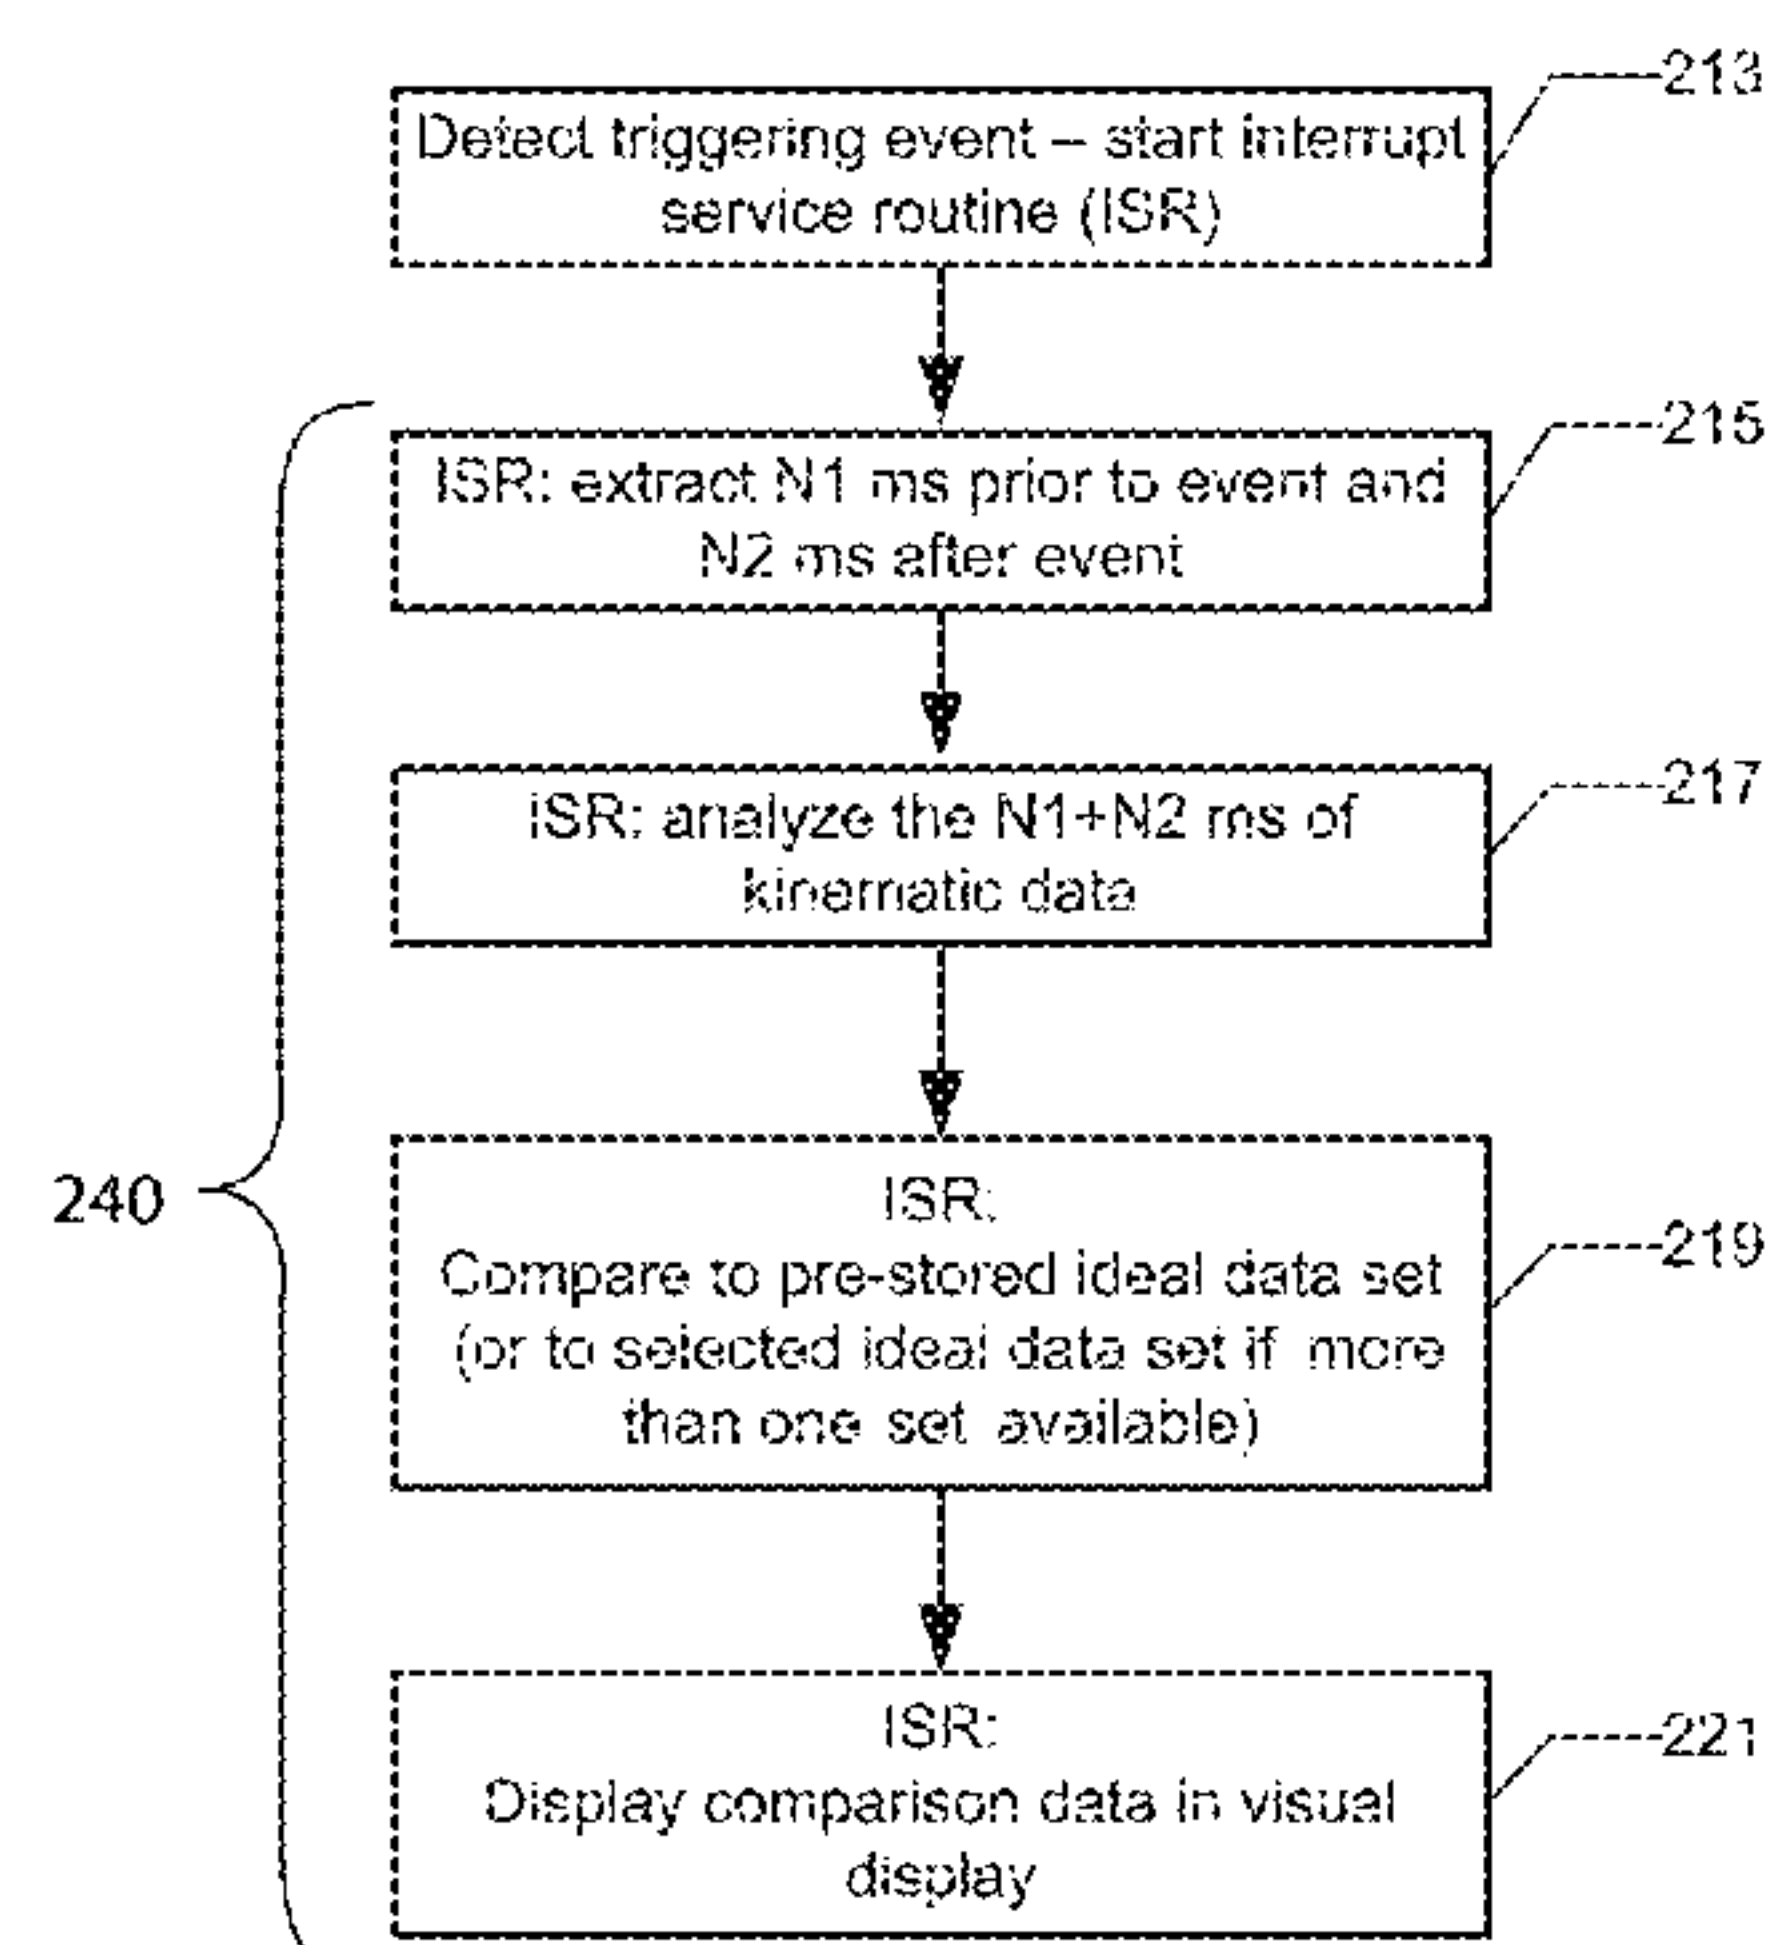 213
Detect triggering event – start interrupt
service routine (ISR)
215
ISR: extract N1 ms prior to event and
N2 ms after event
217
ISR: analyze the N1+N2 ms of
kinematic data
240
219
ISR:
Compare to pre-stored ideal data set
(or to selected ideal data set if more
than one set available)
221
ISR:
Display comparison data in visual
display